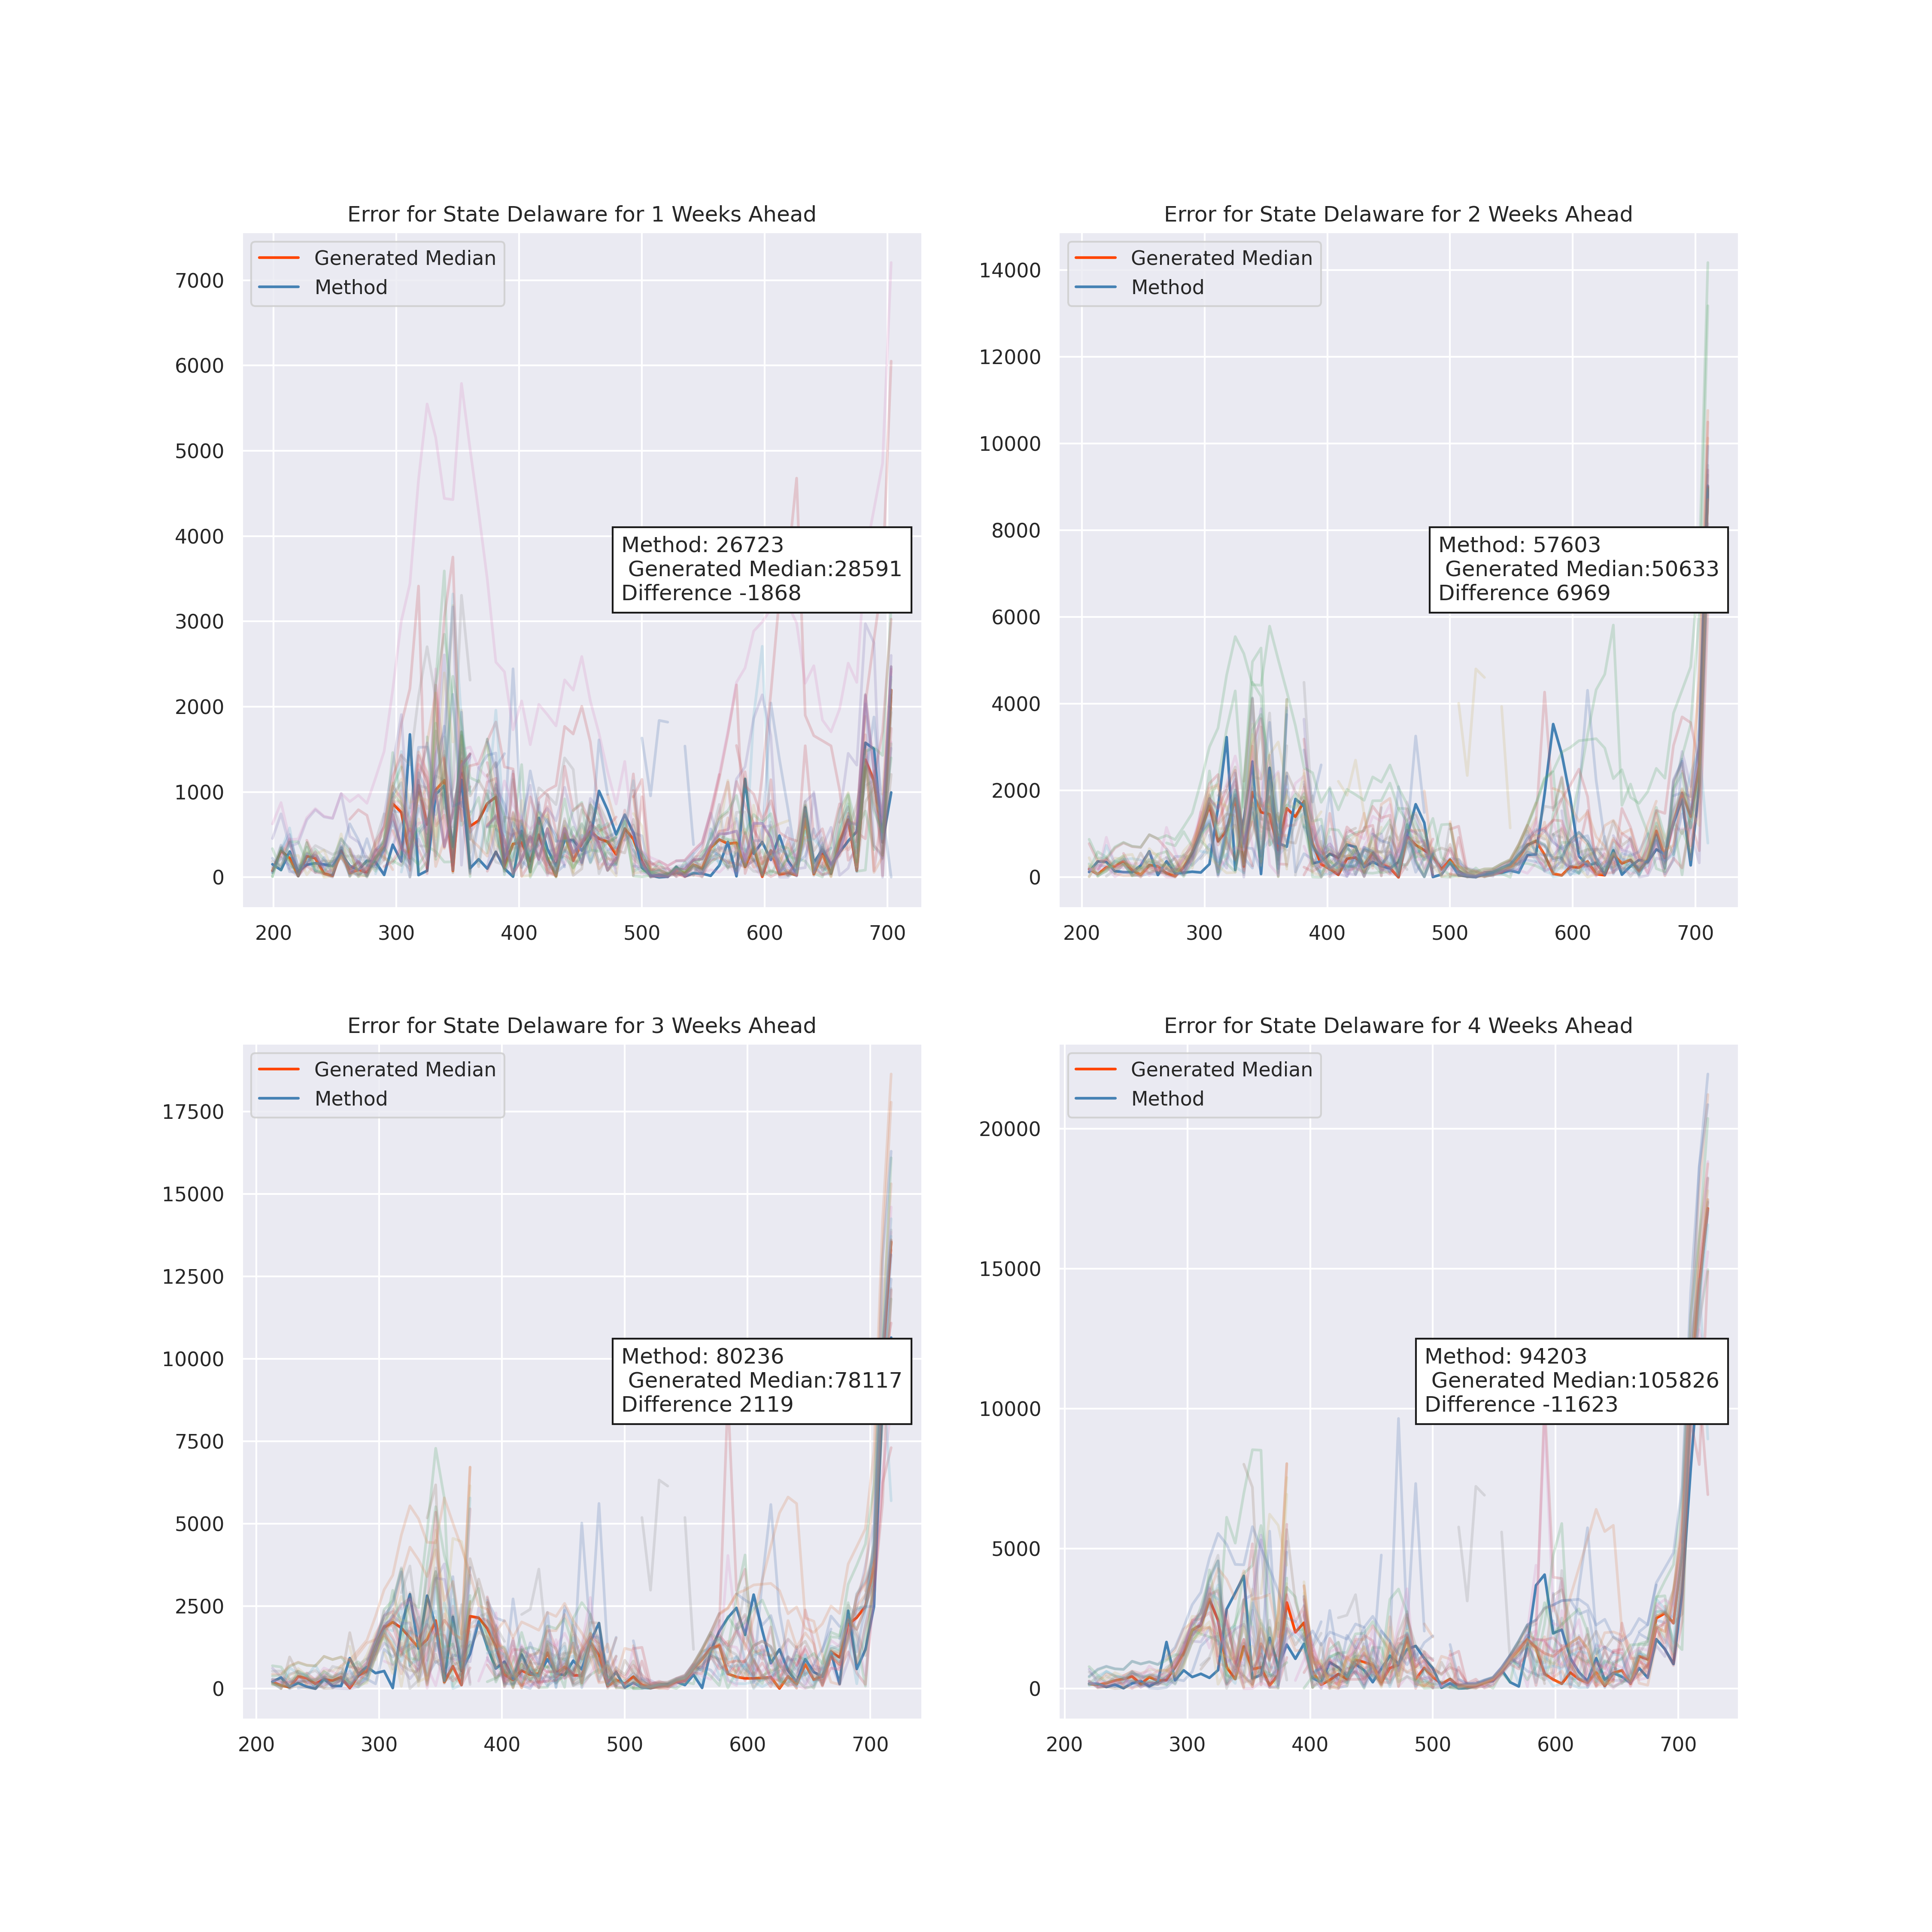 Error for State Delaware for 1 Weeks Ahead
Generated Median
Method
7000
6000
5000
4000
3000
2000
1000
0
Method: 26723
Generated Median:28591
Difference -1868
200 300 400 500 600 700
Error for State Delaware for 2 Weeks Ahead
Generated Median
Method
14000
12000
10000
8000
6000
4000
2000
0
Method: 57603
Generated Median:50633
Difference 6969
200 300 400 500 600 700
Error for State Delaware for 3 Weeks Ahead
Generated Median
Method
17500
15000
12500
10000
7500
5000
2500
0
Method: 80236
Generated Median:78117
Difference 2119
200 300 400 500 600 700
Error for State Delaware for 4 Weeks Ahead
Generated Median
Method
20000
15000
10000
5000
0
Method: 94203
Generated Median:105826
Difference -11623
200 300 400 500 600 700